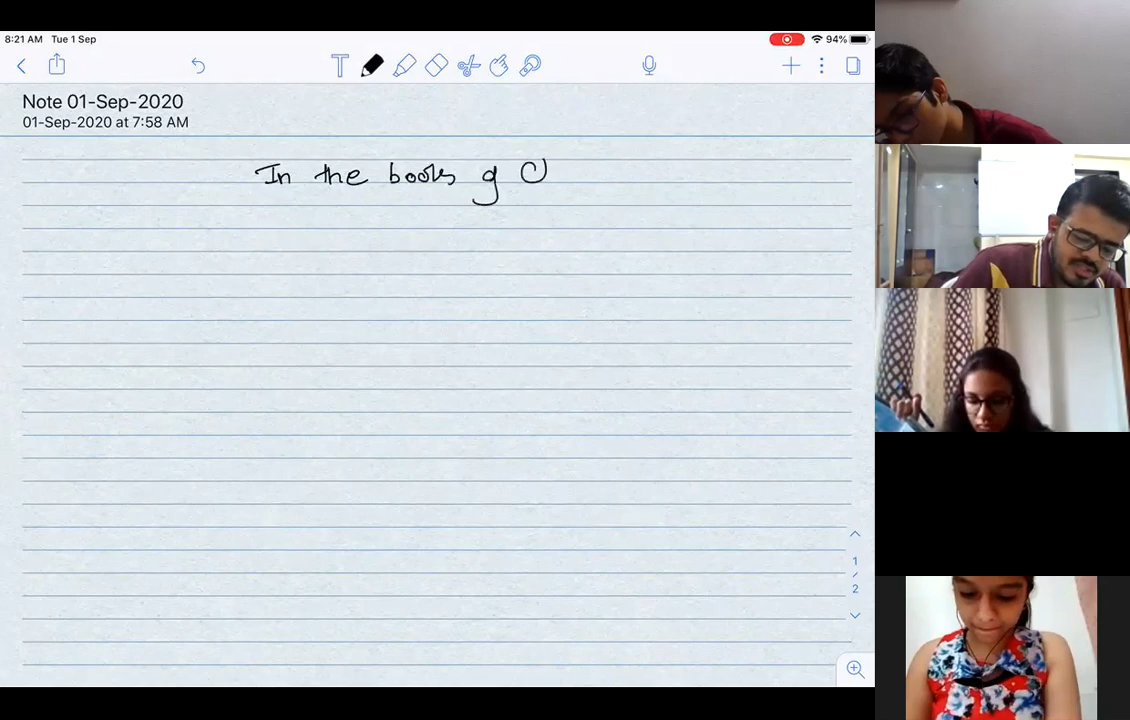 8:21 AM Tue 1 Sep
94%
T
Note 01-Sep-2020
01-Sep-2020 at 7:58 AM
In the books of
1
/
2